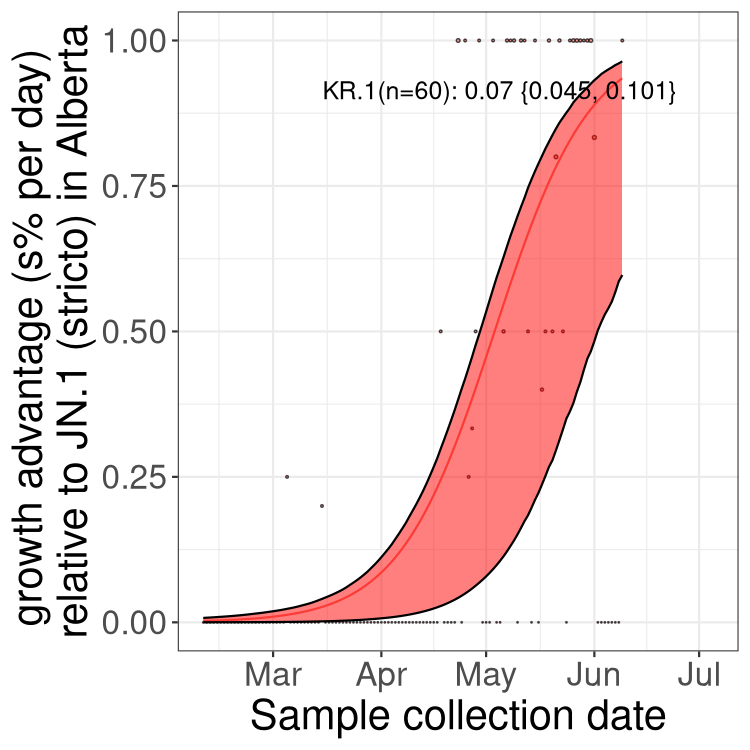 growth advantage (s% per day)
relative to JN.1 (stricto) in Alberta
1.00
0.75
0.50
0.25
0.00
KR.1(n=60): 0.07 {0.045, 0.101}
Mar Apr May Jun Jul
Sample collection date